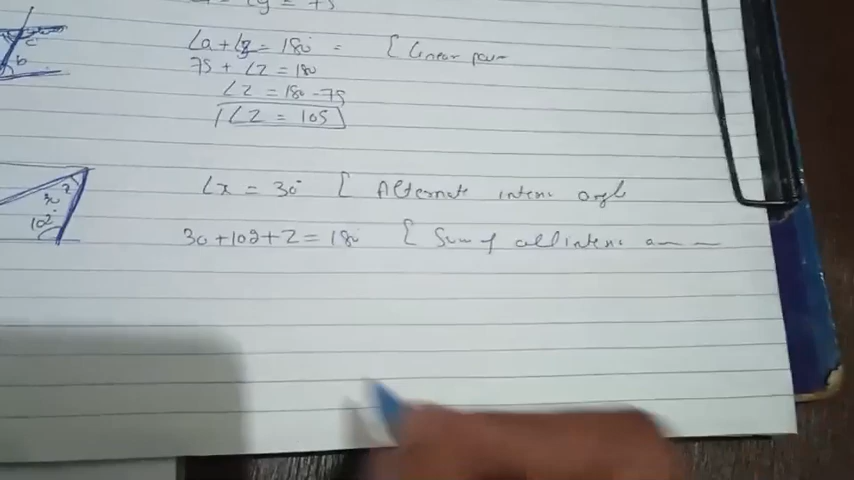 ∠a + ∠z = 180° = [ Linear pair
75 + ∠z = 180
∠z = 180 - 75
∠z = 105
∠x = 30° [ Alternate interior angle
30 + 102 + z = 180 [ Sum of all interior
c
b
z
30
102°